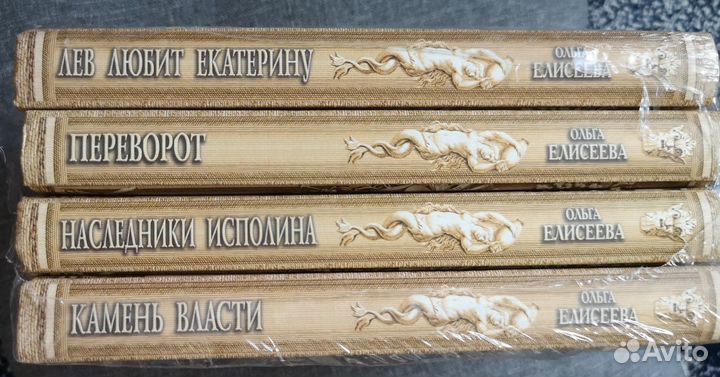 ЛЕВ ЛЮБИТ ЕКАТЕРИНУ
ОЛЬГА
ЕЛИСЕЕВА
ПЕРЕВОРОТ
ОЛЬГА
ЕЛИСЕЕВА
НАСЛЕДНИКИ ИСПОЛИНА
ОЛЬГА
ЕЛИСЕЕВА
КАМЕНЬ ВЛАСТИ
ОЛЬГА
ЕЛИСЕЕВА
Avito